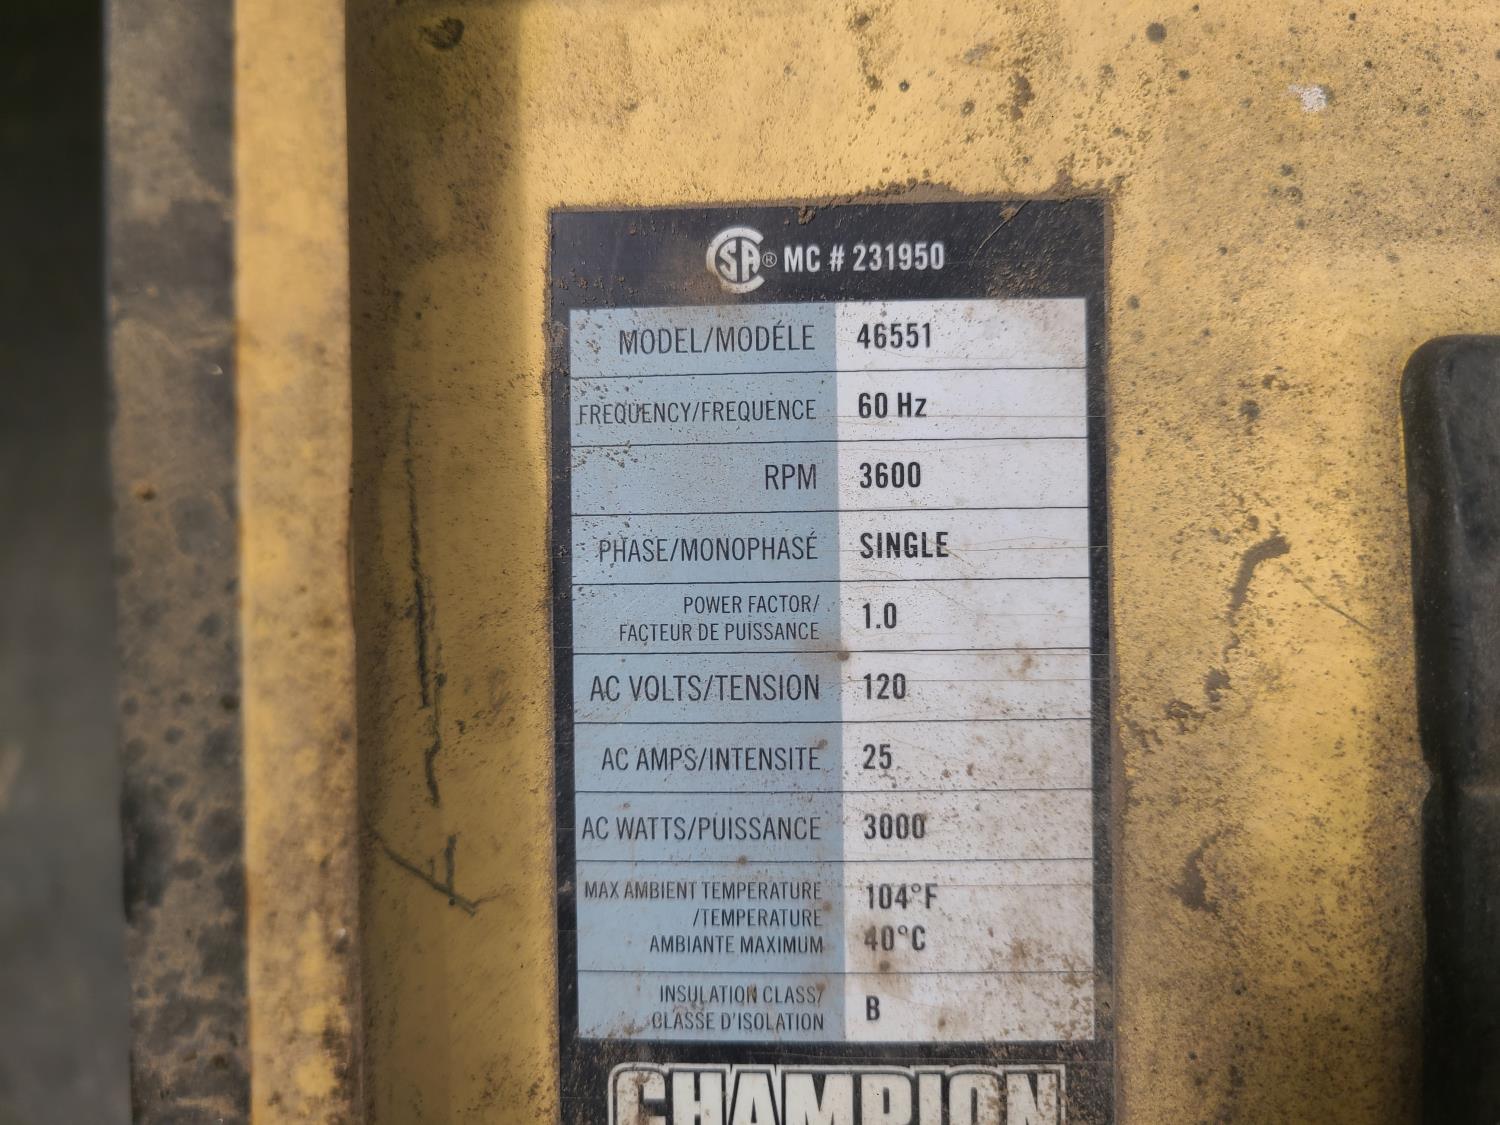 CSA® MC # 231950
MODEL/MODÉLE 46551
FREQUENCY/FREQUENCE 60 Hz
RPM 3600
PHASE/MONOPHASÉ SINGLE
POWER FACTOR/
FACTEUR DE PUISSANCE 1.0
AC VOLTS/TENSION 120
AC AMPS/INTENSITE 25
AC WATTS/PUISSANCE 3000
MAX AMBIENT TEMPERATURE 104°F
/TEMPERATURE
AMBIANTE MAXIMUM 40°C
INSULATION CLASS/
CLASSE D'ISOLATION B
CHAMPION